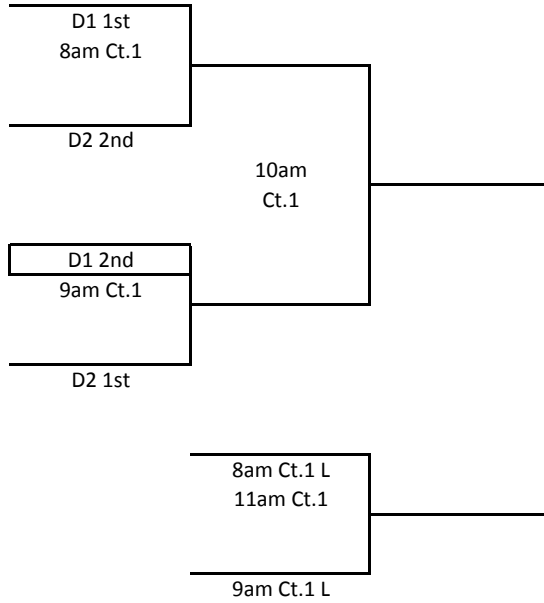 D1 1st
8am Ct.1
D2 2nd
10am
Ct.1
D1 2nd
9am Ct.1
D2 1st
8am Ct.1 L
11am Ct.1
9am Ct.1 L